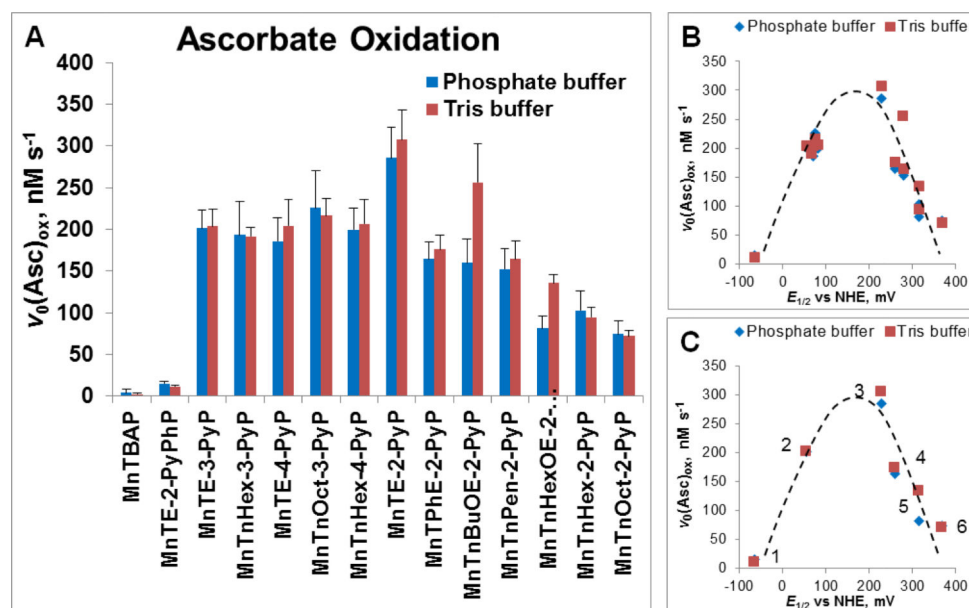 A
Ascorbate Oxidation
Phosphate buffer
Tris buffer
v₀(Asc)ox, nM s⁻¹
400
350
300
250
200
150
100
50
0
MnTBAP
MnTE-2-PyPhP
MnTE-3-PyP
MnTnHex-3-PyP
MnTE-4-PyP
MnTnOct-3-PyP
MnTnHex-4-PyP
MnTE-2-PyP
MnTPhE-2-PyP
MnTnBuOE-2-PyP
MnTnPen-2-PyP
MnTnHexOE-2-...
MnTnHex-2-PyP
MnTnOct-2-PyP
B
Phosphate buffer Tris buffer
v₀(Asc)ox, nM s⁻¹
350
300
250
200
150
100
50
0
-100 0 100 200 300 400
E1/2 vs NHE, mV
C
Phosphate buffer Tris buffer
v₀(Asc)ox, nM s⁻¹
350
300
250
200
150
100
50
0
3
2
4
5
6
1
-100 0 100 200 300 400
E1/2 vs NHE, mV